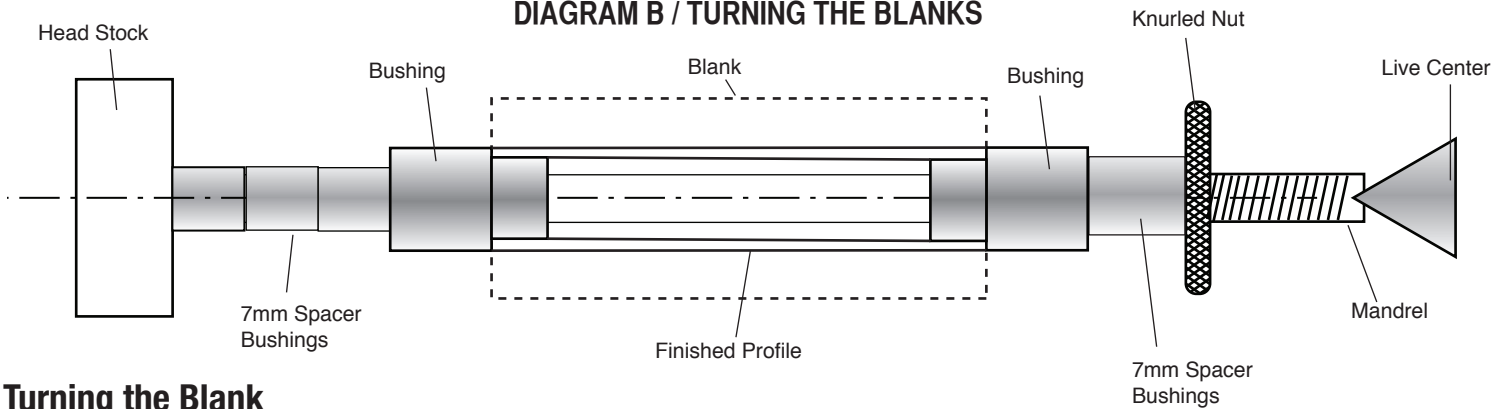 DIAGRAM B / TURNING THE BLANKS
Head Stock
Bushing
Blank
Bushing
Knurled Nut
Live Center
7mm Spacer
Bushings
Finished Profile
Mandrel
7mm Spacer
Bushings
Turning the Blank